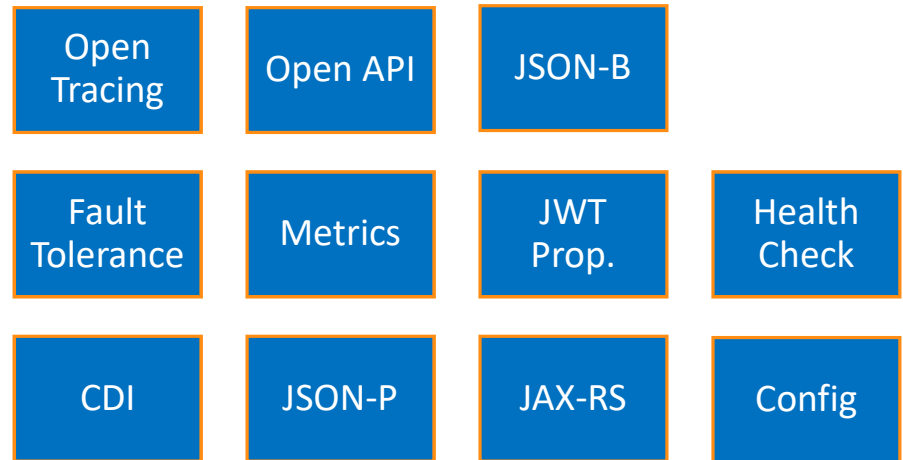 Open
Tracing
Open API
JSON-B
Fault
Tolerance
Metrics
JWT
Prop.
Health
Check
CDI
JSON-P
JAX-RS
Config